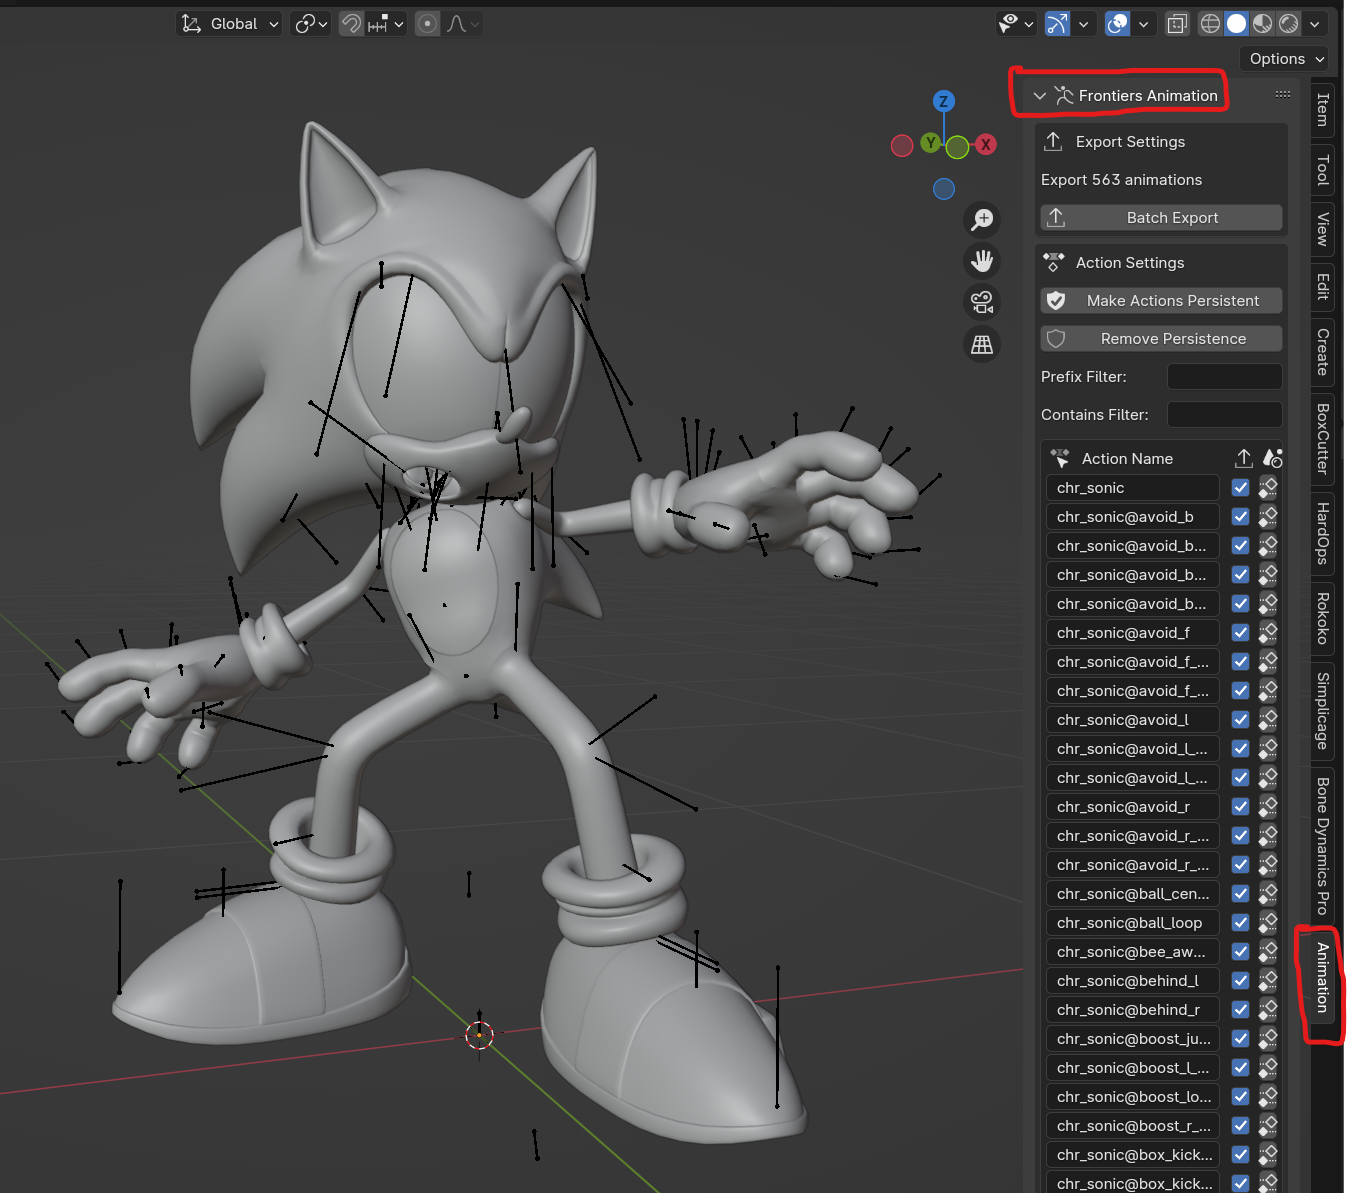 Global
Options
Z
Y
X
Frontiers Animation
Export Settings
Export 563 animations
Batch Export
Action Settings
Make Actions Persistent
Remove Persistence
Prefix Filter:
Contains Filter:
Action Name
chr_sonic
chr_sonic@avoid_b
chr_sonic@avoid_b...
chr_sonic@avoid_b...
chr_sonic@avoid_b...
chr_sonic@avoid_f
chr_sonic@avoid_f_...
chr_sonic@avoid_f_...
chr_sonic@avoid_l
chr_sonic@avoid_l_...
chr_sonic@avoid_l_...
chr_sonic@avoid_r
chr_sonic@avoid_r_...
chr_sonic@avoid_r_...
chr_sonic@ball_cen...
chr_sonic@ball_loop
chr_sonic@bee_aw...
chr_sonic@behind_l
chr_sonic@behind_r
chr_sonic@boost_ju...
chr_sonic@boost_l_...
chr_sonic@boost_lo...
chr_sonic@boost_r_...
chr_sonic@box_kick...
chr_sonic@box_kick...
Item
Tool
View
Edit
Create
BoxCutter
HardOps
Rokoko
Simplicage
Bone Dynamics Pro
Animation